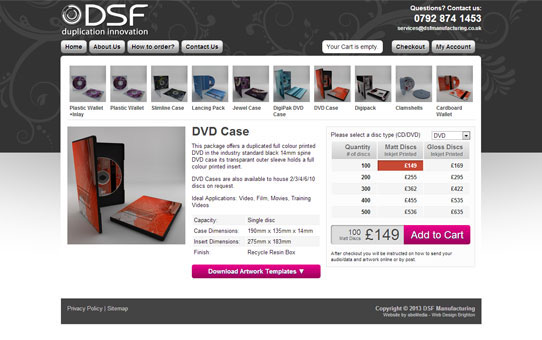 DSF
duplication innovation
Questions? Contact us:
0792 874 1453
services@dsfmanufacturing.co.uk
Home
About Us
How to order?
Contact Us
Your Cart is empty
Checkout
My Account
Plastic Wallet +Inlay
Plastic Wallet
Slimline Case
Lancing Pack
Jewel Case
DigiPak DVD Case
DVD Case
Digipack
Clamshells
Cardboard Wallet
DVD Case
This package offers a duplicated full colour printed
DVD in the industry standard black 14mm spine
DVD case its transparant outer sleeve holds a full
colour printed insert.
DVD Cases are also available to house 2/3/4/6/10
discs on request.
Ideal Applications: Video, Film, Movies, Training
Videos
Capacity: Single disc
Case Dimensions: 190mm x 135mm x 14mm
Insert Dimensions: 275mm x 183mm
Finish: Recycle Resin Box
Download Artwork Templates ▼
Please select a disc type (CD/DVD) DVD
Quantity Matt Discs Gloss Discs
# of discs Inkjet Printed Inkjet Printed
100 £149 £169
200 £255 £295
300 £362 £422
400 £455 £535
500 £536 £635
100 Matt Discs £149 Add to Cart
After checkout you will be instructed on how to send your
audio/data and artwork online or by post.
Privacy Policy | Sitemap
Copyright © 2013 DSF Manufacturing
Website by abeMedia - Web Design Brighton